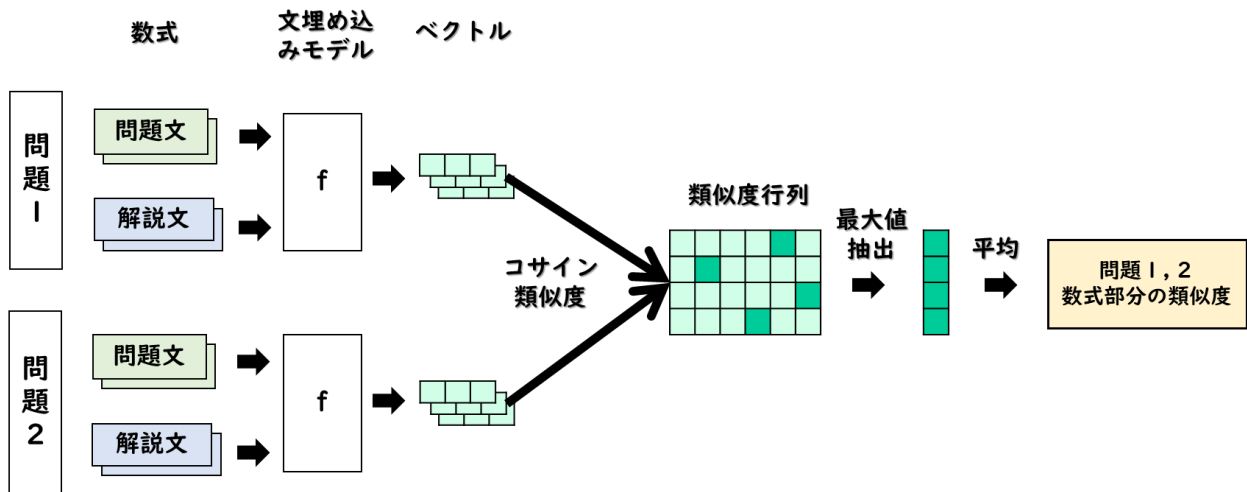 数式
文埋め込
みモデル
ベクトル
問題1
問題文
解説文
f
コサイン
類似度
類似度行列
最大値
抽出
平均
問題1,2
数式部分の類似度
問題2
問題文
解説文
f